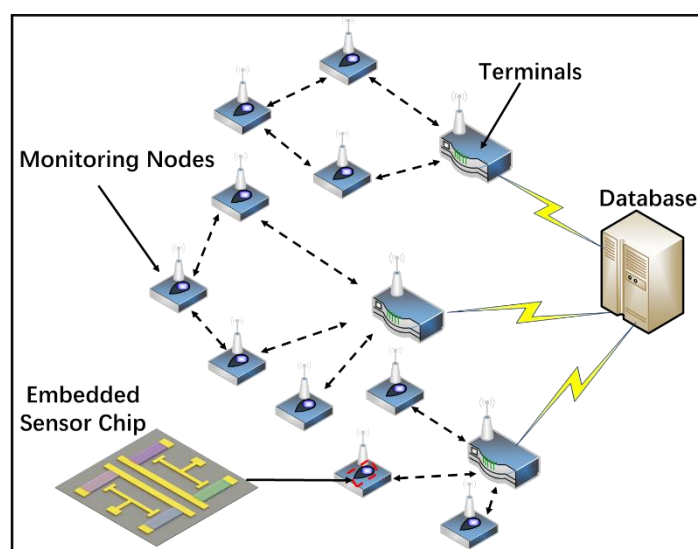 Terminals
Monitoring Nodes
Database
Embedded
Sensor Chip